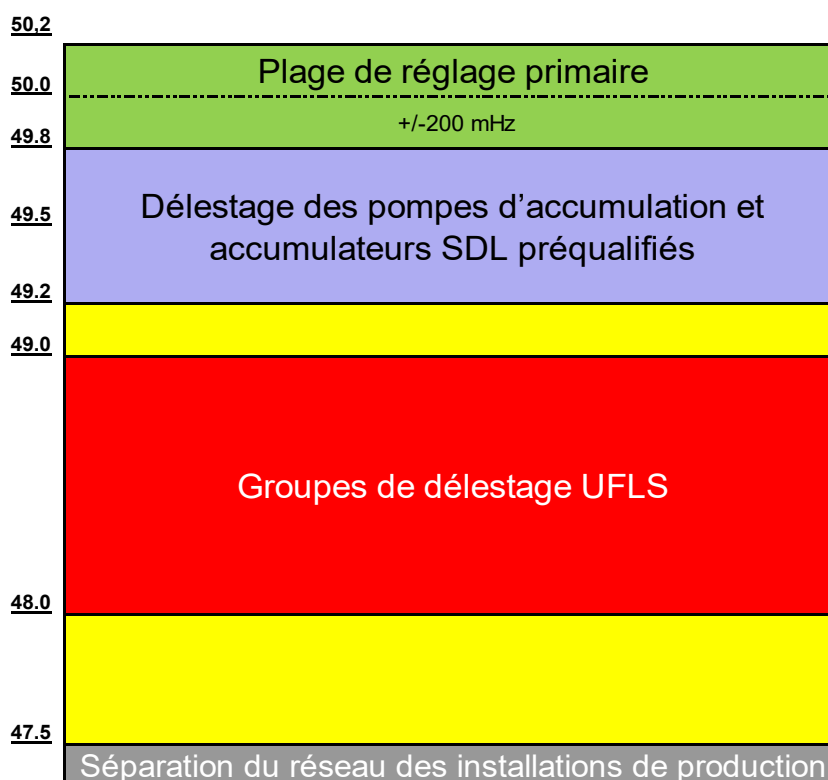 50,2
Plage de réglage primaire
50.0
+/-200 mHz
49.8
Délestage des pompes d’accumulation et
49.5
accumulateurs SDL préqualifiés
49.2
49.0
Groupes de délestage UFLS
48.0
47.5
Séparation du réseau des installations de production